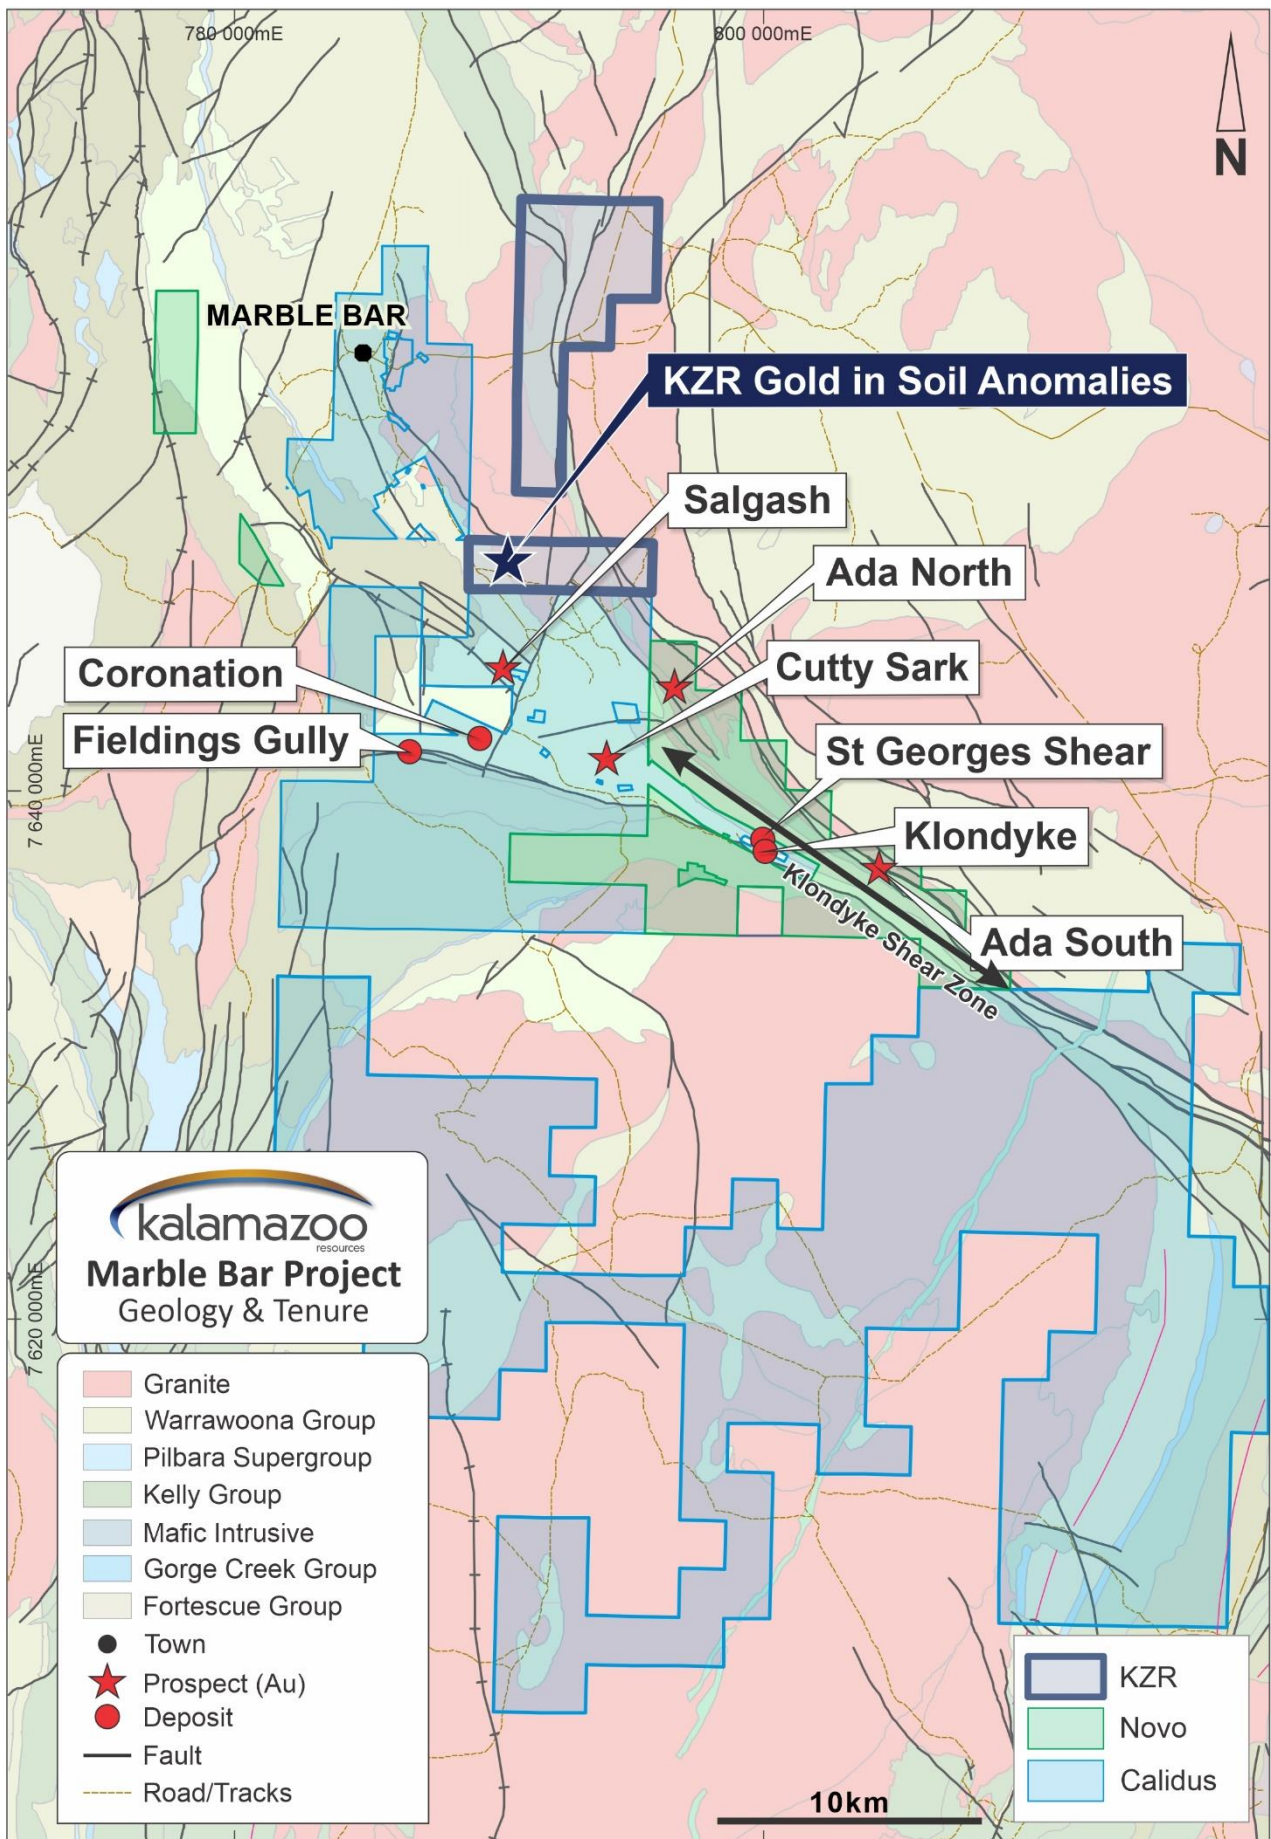 780 000mE
800 000mE
N
MARBLE BAR
KZR Gold in Soil Anomalies
Salgash
Ada North
Coronation
Cutty Sark
Fieldings Gully
St Georges Shear
7 640 000mE
Klondyke
Klondyke Shear Zone
Ada South
kalamazoo
resources
Marble Bar Project
Geology & Tenure
7 620 000mE
Granite
Warrawoona Group
Pilbara Supergroup
Kelly Group
Mafic Intrusive
Gorge Creek Group
Fortescue Group
Town
Prospect (Au)
Deposit
Fault
Road/Tracks
KZR
Novo
Calidus
10km